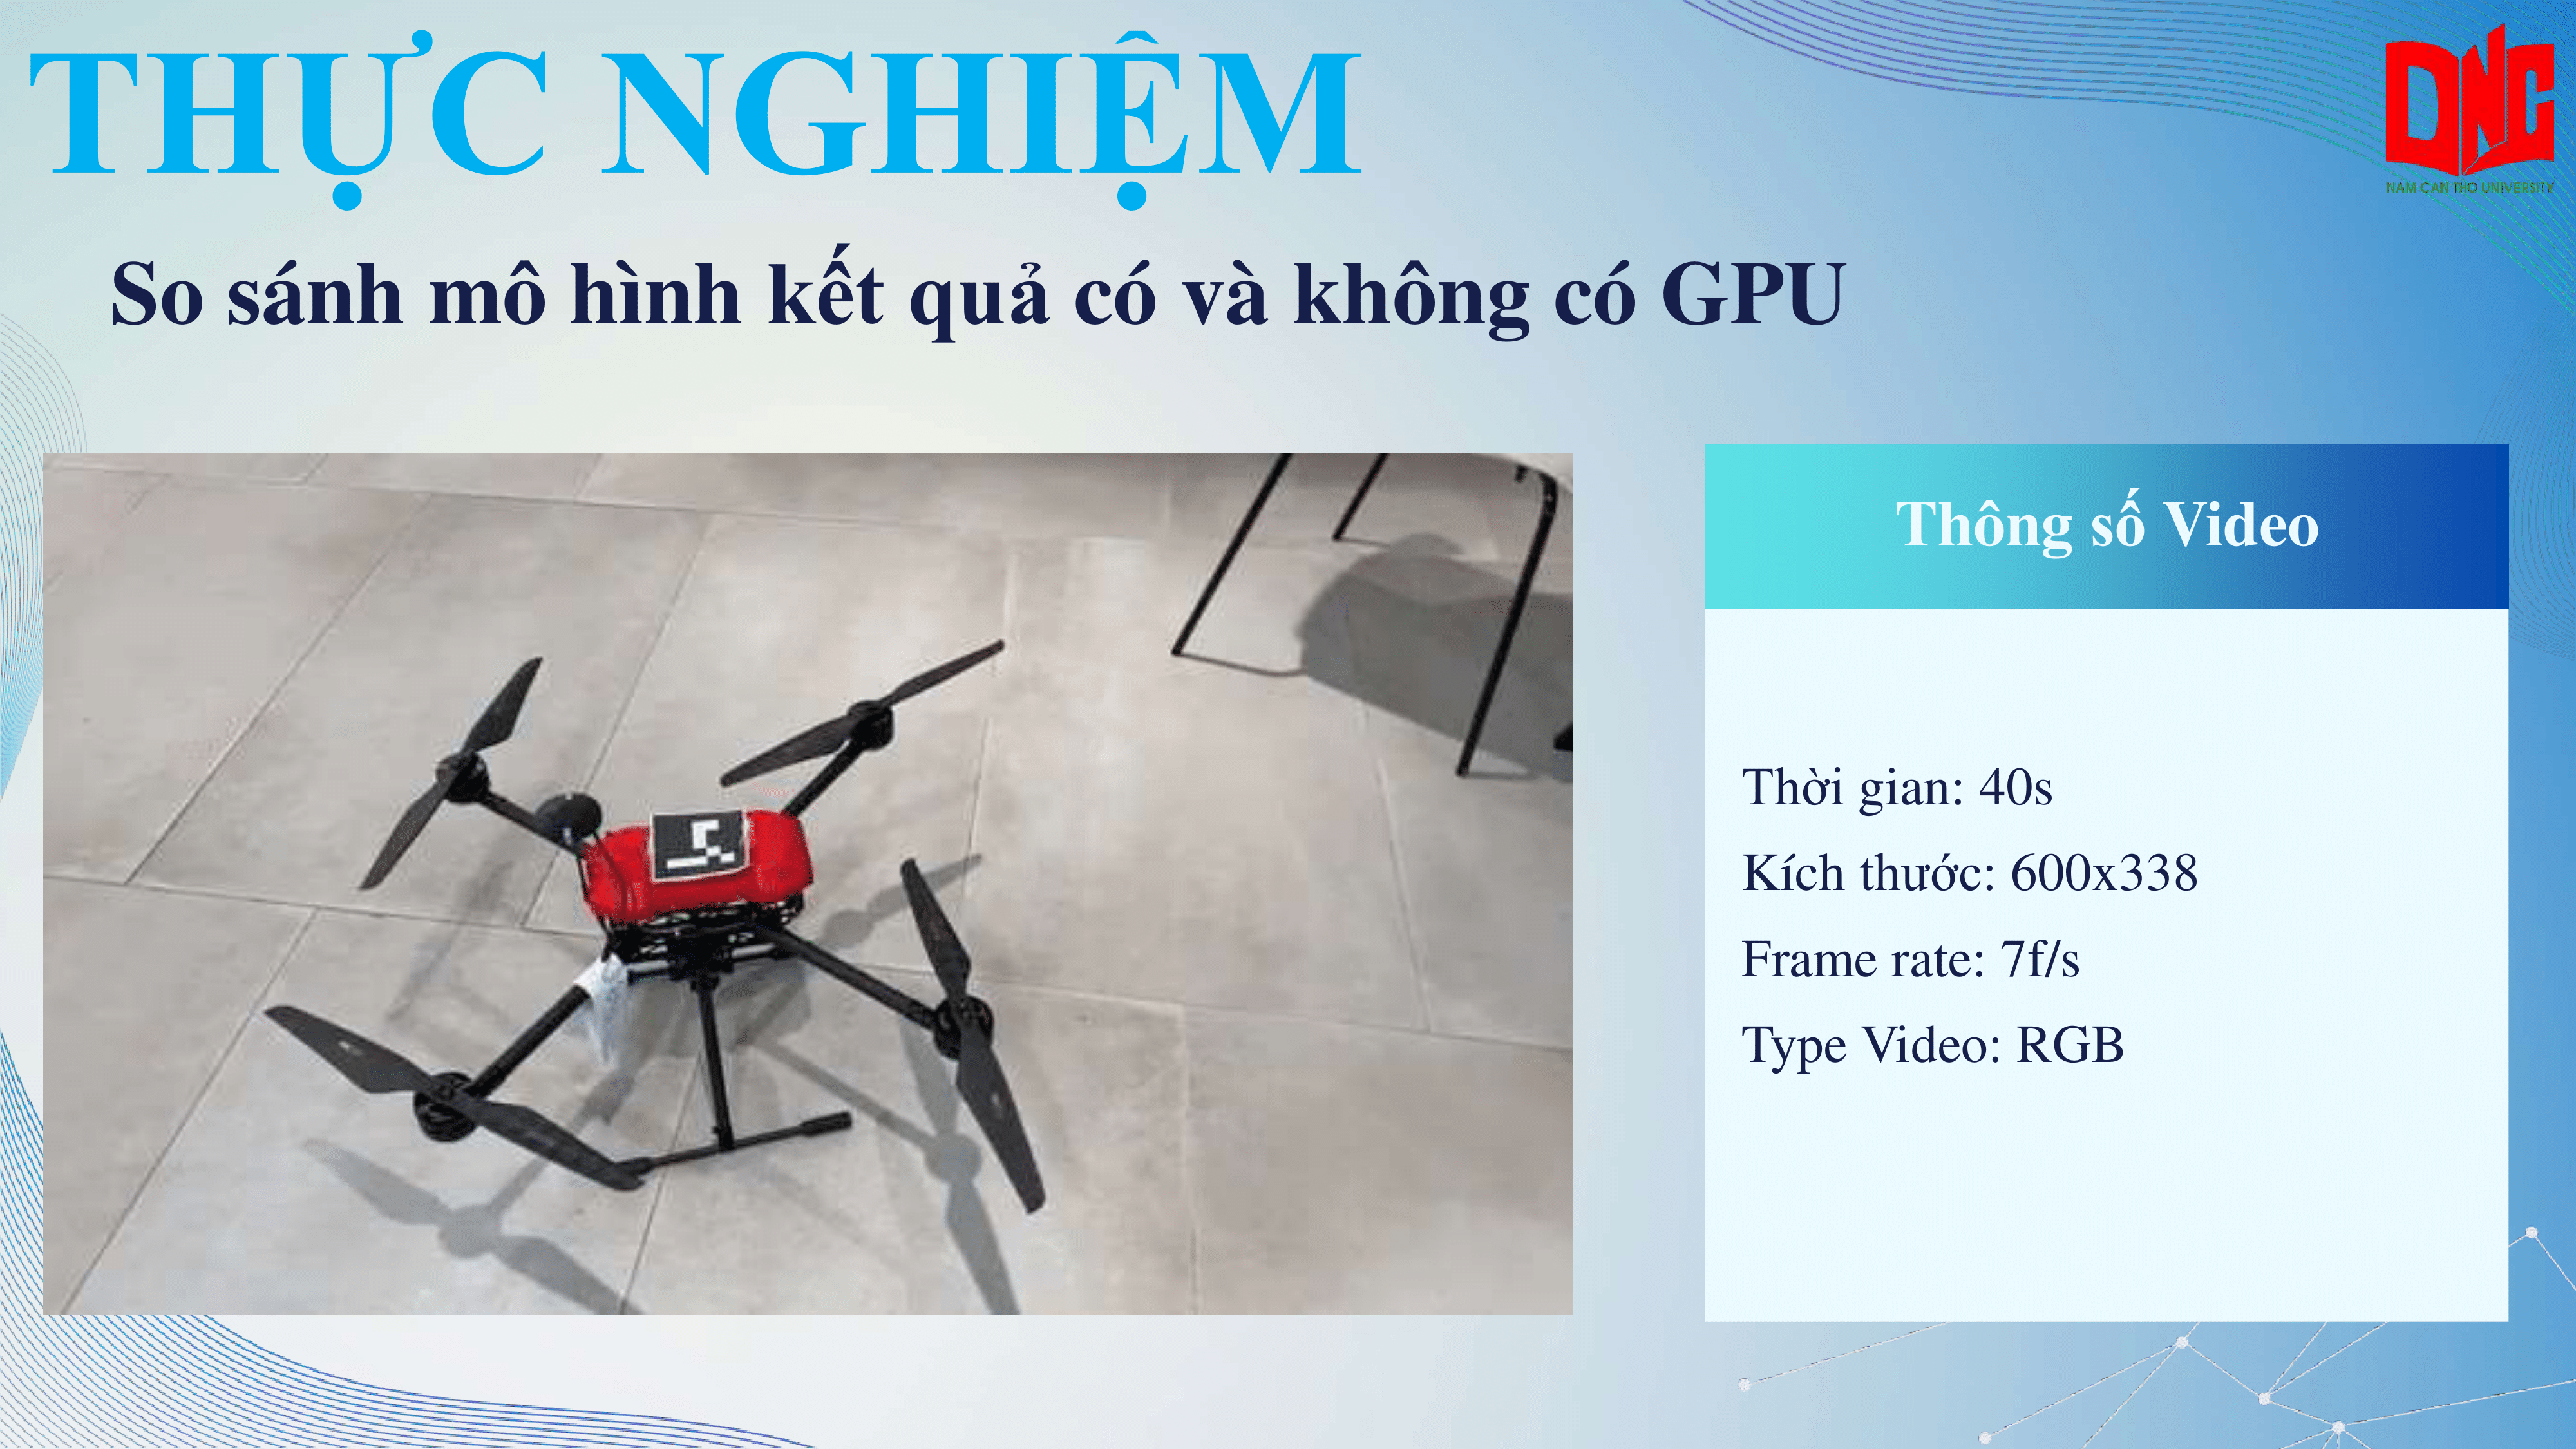 THỰC NGHIỆM
DNC
NAM CAN THO UNIVERSITY
So sánh mô hình kết quả có và không có GPU
Thông số Video
Thời gian: 40s
Kích thước: 600x338
Frame rate: 7f/s
Type Video: RGB